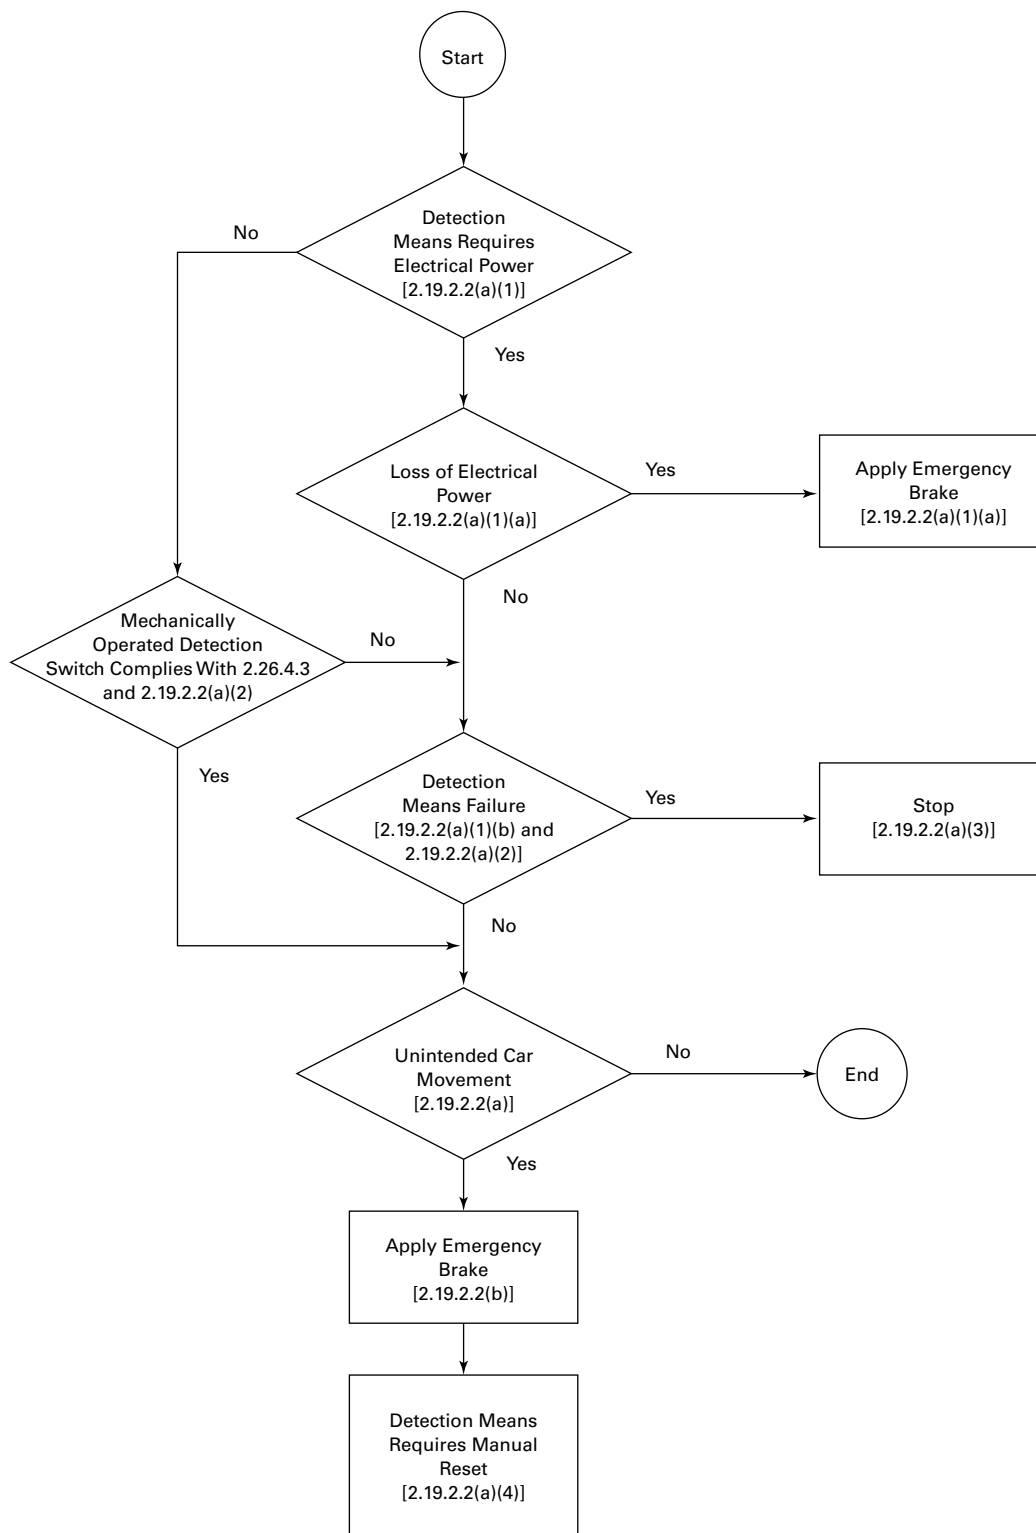 Start
Detection
Means Requires
Electrical Power
[2.19.2.2(a)(1)]
No
Yes
Loss of Electrical
Power
[2.19.2.2(a)(1)(a)]
Yes
Apply Emergency
Brake
[2.19.2.2(a)(1)(a)]
No
Mechanically
Operated Detection
Switch Complies With 2.26.4.3
and 2.19.2.2(a)(2)
No
Yes
Detection
Means Failure
[2.19.2.2(a)(1)(b) and
2.19.2.2(a)(2)]
Yes
Stop
[2.19.2.2(a)(3)]
No
Unintended Car
Movement
[2.19.2.2(a)]
No
End
Yes
Apply Emergency
Brake
[2.19.2.2(b)]
Detection Means
Requires Manual
Reset
[2.19.2.2(a)(4)]